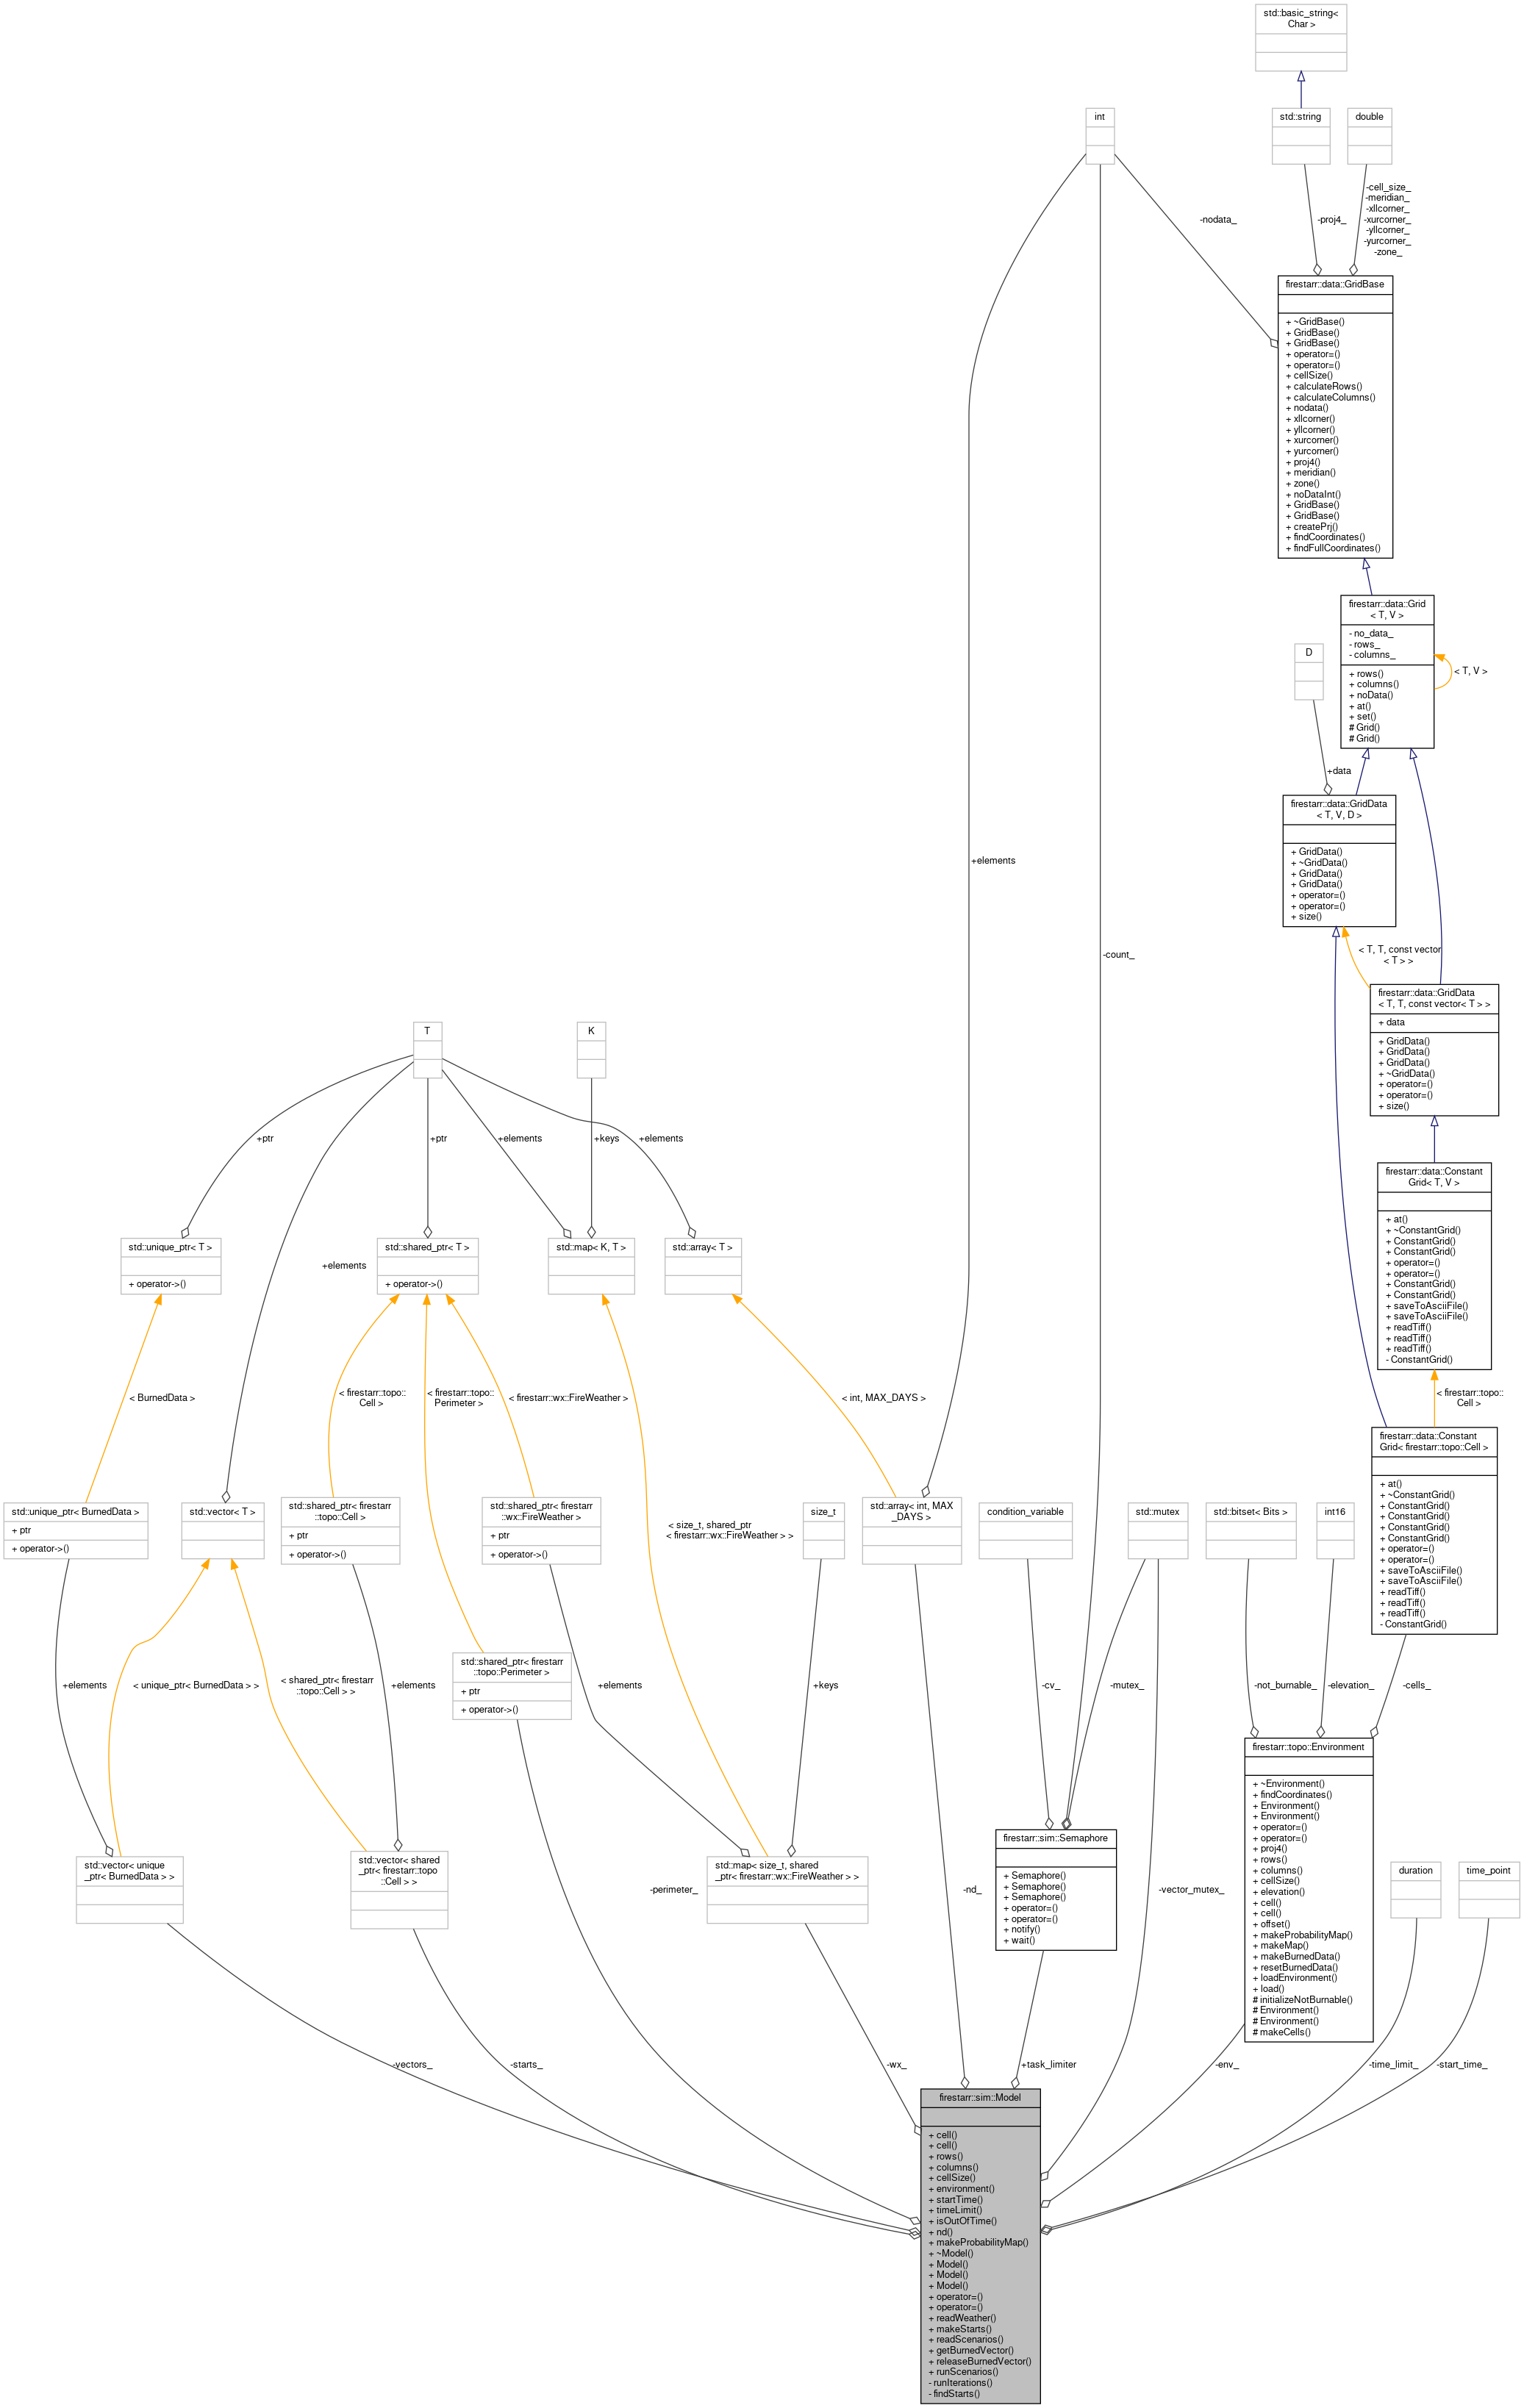 std::basic_string<
Char >
int
std::string
double
-nodata_
-proj4_
-cell_size_
-meridian_
-xllcorner_
-xurcorner_
-yllcorner_
-yurcorner_
-zone_
firestarr::data::GridBase
+ ~GridBase()
+ GridBase()
+ GridBase()
+ operator=()
+ operator=()
+ cellSize()
+ calculateRows()
+ calculateColumns()
+ nodata()
+ xllcorner()
+ yllcorner()
+ xurcorner()
+ yurcorner()
+ proj4()
+ meridian()
+ zone()
+ noDataInt()
+ GridBase()
+ GridBase()
+ createPrj()
+ findCoordinates()
+ findFullCoordinates()
firestarr::data::Grid
< T, V >
- no_data_
- rows_
- columns_
+ rows()
+ columns()
+ noData()
+ at()
+ set()
# Grid()
# Grid()
< T, V >
D
+data
firestarr::data::GridData
< T, V, D >
+ GridData()
+ ~GridData()
+ GridData()
+ GridData()
+ operator=()
+ operator=()
+ size()
+elements
-count_
< T, T, const vector
< T > >
firestarr::data::GridData
< T, T, const vector< T > >
+ data
+ GridData()
+ GridData()
+ GridData()
+ ~GridData()
+ operator=()
+ operator=()
+ size()
T
K
+ptr
+elements
+ptr
+elements
+keys
+elements
firestarr::data::Constant
Grid< T, V >
+ at()
+ ~ConstantGrid()
+ ConstantGrid()
+ ConstantGrid()
+ operator=()
+ operator=()
+ ConstantGrid()
+ ConstantGrid()
+ saveToAsciiFile()
+ saveToAsciiFile()
+ readTiff()
+ readTiff()
+ readTiff()
- ConstantGrid()
std::unique_ptr< T >
+ operator->()
std::shared_ptr< T >
+ operator->()
std::map< K, T >
std::array< T >
< BurnedData >
< firestarr::topo::
Cell >
< firestarr::topo::
Perimeter >
< firestarr::wx::FireWeather >
< int, MAX_DAYS >
< firestarr::topo::
Cell >
firestarr::data::Constant
Grid< firestarr::topo::Cell >
+ at()
+ ~ConstantGrid()
+ ConstantGrid()
+ ConstantGrid()
+ ConstantGrid()
+ ConstantGrid()
+ operator=()
+ operator=()
+ saveToAsciiFile()
+ saveToAsciiFile()
+ readTiff()
+ readTiff()
+ readTiff()
- ConstantGrid()
std::unique_ptr< BurnedData >
+ ptr
+ operator->()
std::vector< T >
std::shared_ptr< firestarr
::topo::Cell >
+ ptr
+ operator->()
std::shared_ptr< firestarr
::wx::FireWeather >
+ ptr
+ operator->()
< size_t, shared_ptr
< firestarr::wx::FireWeather > >
size_t
std::array< int, MAX
_DAYS >
condition_variable
std::mutex
std::bitset< Bits >
int16
std::shared_ptr< firestarr
::topo::Perimeter >
+ ptr
+ operator->()
+elements
< unique_ptr< BurnedData > >
< shared_ptr< firestarr
::topo::Cell > >
+elements
+elements
+keys
-cv_
-mutex_
-not_burnable_
-elevation_
-cells_
firestarr::topo::Environment
+ ~Environment()
+ findCoordinates()
+ Environment()
+ Environment()
+ operator=()
+ operator=()
+ proj4()
+ rows()
+ columns()
+ cellSize()
+ elevation()
+ cell()
+ cell()
+ offset()
+ makeProbabilityMap()
+ makeMap()
+ makeBurnedData()
+ resetBurnedData()
+ loadEnvironment()
+ load()
# initializeNotBurnable()
# Environment()
# Environment()
# makeCells()
std::vector< unique
_ptr< BurnedData > >
std::vector< shared
_ptr< firestarr::topo
::Cell > >
-perimeter_
std::map< size_t, shared
_ptr< firestarr::wx::FireWeather > >
-nd_
firestarr::sim::Semaphore
+ Semaphore()
+ Semaphore()
+ Semaphore()
+ operator=()
+ operator=()
+ notify()
+ wait()
-vector_mutex_
duration
time_point
-vectors_
-starts_
-wx_
+task_limiter
-env_
-time_limit_
-start_time_
firestarr::sim::Model
+ cell()
+ cell()
+ rows()
+ columns()
+ cellSize()
+ environment()
+ startTime()
+ timeLimit()
+ isOutOfTime()
+ nd()
+ makeProbabilityMap()
+ ~Model()
+ Model()
+ Model()
+ Model()
+ operator=()
+ operator=()
+ readWeather()
+ makeStarts()
+ readScenarios()
+ getBurnedVector()
+ releaseBurnedVector()
+ runScenarios()
- runIterations()
- findStarts()